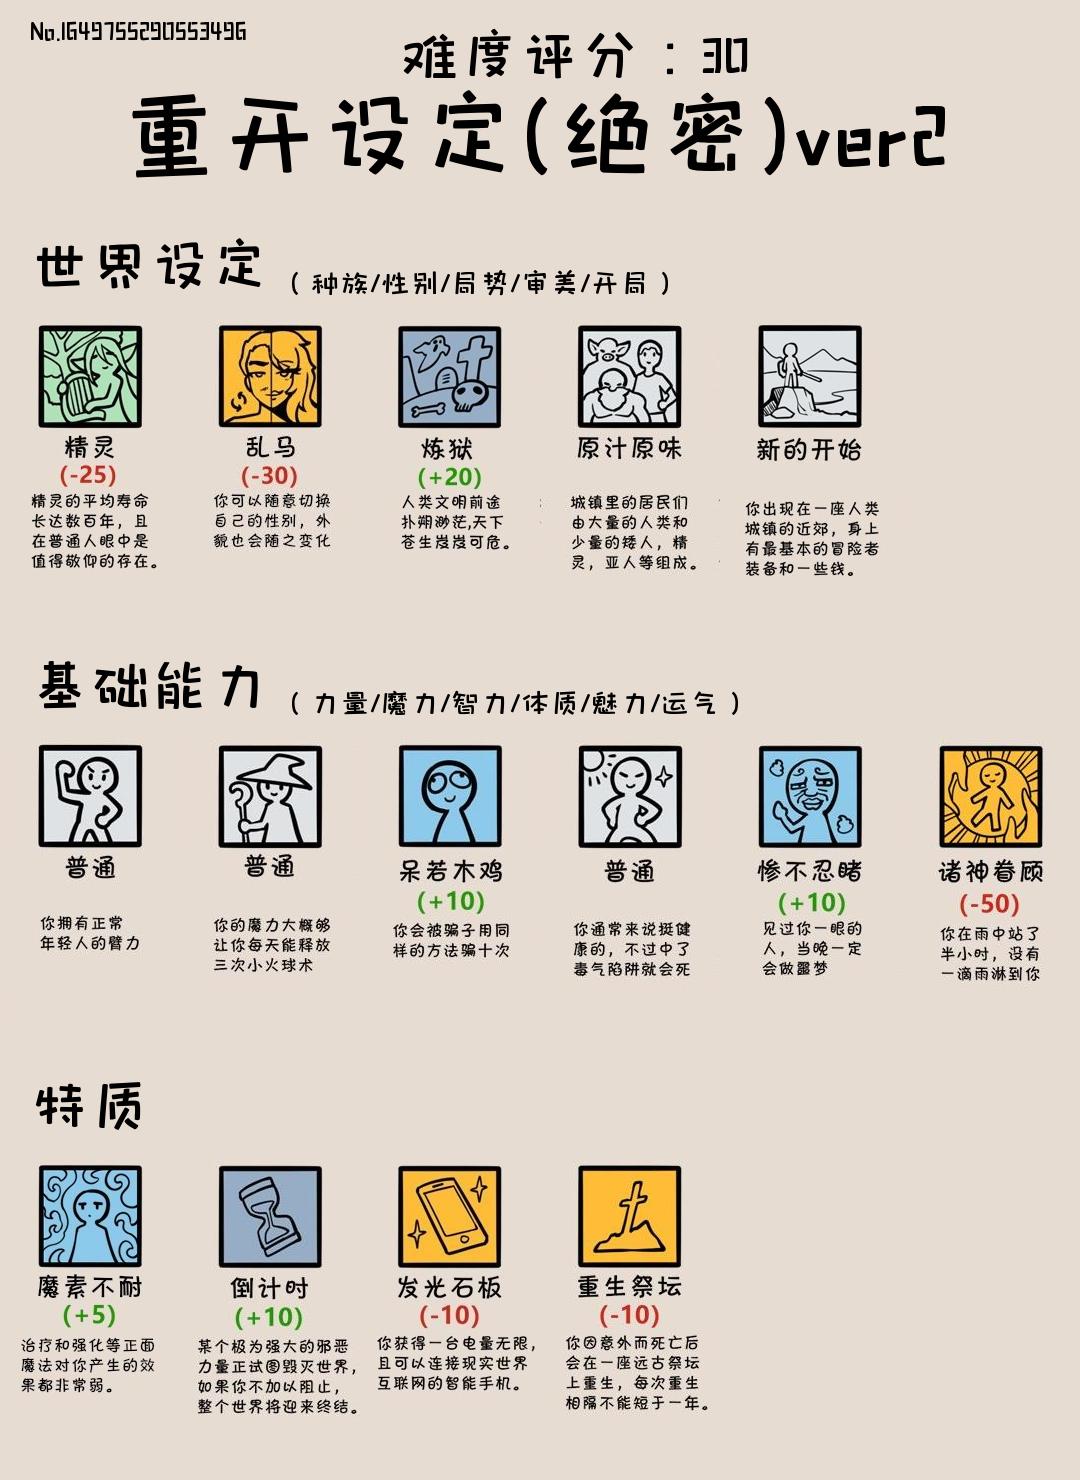 No.1649755290553496
难度评分：30
重开设定(绝密)ver2
世界设定
（种族/性别/局势/审美/开局）
精灵
(-25)
精灵的平均寿命
长达数百年，且
在普通人眼中是
值得敬仰的存在。
乱马
(-30)
你可以随意切换
自己的性别，外
貌也会随之变化
炼狱
(+20)
人类文明前途
扑朔渺茫,天下
苍生岌岌可危。
原汁原味
城镇里的居民们
由大量的人类和
少量的矮人，精
灵，亚人等组成。
新的开始
你出现在一座人类
城镇的近郊，身上
有最基本的冒险者
装备和一些钱。
基础能力
（力量/魔力/智力/体质/魅力/运气）
普通
你拥有正常
年轻人的臂力
普通
你的魔力大概够
让你每天能释放
三次小火球术
呆若木鸡
(+10)
你会被骗子用同
样的方法骗十次
普通
你通常来说挺健
康的，不过中了
毒气陷阱就会死
惨不忍睹
(+10)
见过你一眼的
人，当晚一定
会做噩梦
诸神眷顾
(-50)
你在雨中站了
半小时，没有
一滴雨淋到你
特质
魔素不耐
(+5)
治疗和强化等正面
魔法对你产生的效
果都非常弱。
倒计时
(+10)
某个极为强大的邪恶
力量正试图毁灭世界，
如果你不加以阻止，
整个世界将迎来终结。
发光石板
(-10)
你获得一台电量无限，
且可以连接现实世界
互联网的智能手机。
重生祭坛
(-10)
你因意外而死亡后
会在一座远古祭坛
上重生，每次重生
相隔不能短于一年。